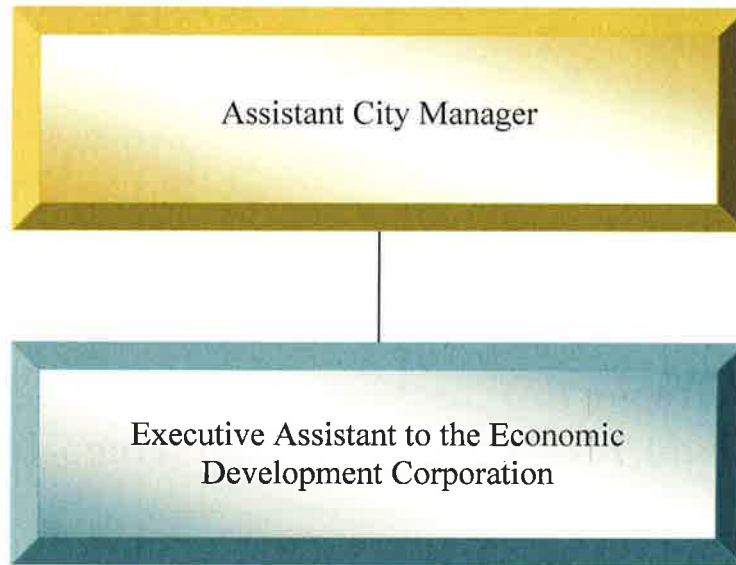 Assistant City Manager
Executive Assistant to the Economic
Development Corporation